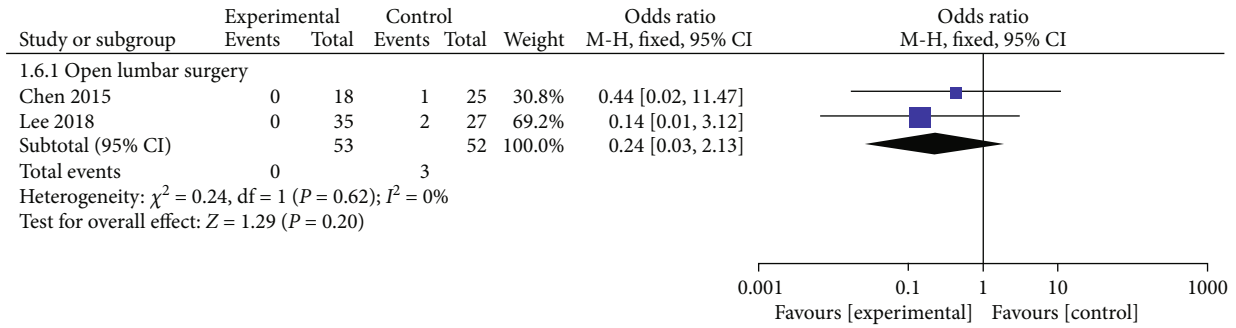 Experimental Control Odds ratio Odds ratio
Study or subgroup Events Total Events Total Weight M-H, fixed, 95% CI M-H, fixed, 95% CI
1.6.1 Open lumbar surgery
Chen 2015 0 18 1 25 30.8% 0.44 [0.02, 11.47]
Lee 2018 0 35 2 27 69.2% 0.14 [0.01, 3.12]
Subtotal (95% CI) 53 52 100.0% 0.24 [0.03, 2.13]
Total events 0 3
Heterogeneity: χ² = 0.24, df = 1 (P = 0.62); I² = 0%
Test for overall effect: Z = 1.29 (P = 0.20)
0.001 0.1 1 10 1000
Favours [experimental] Favours [control]